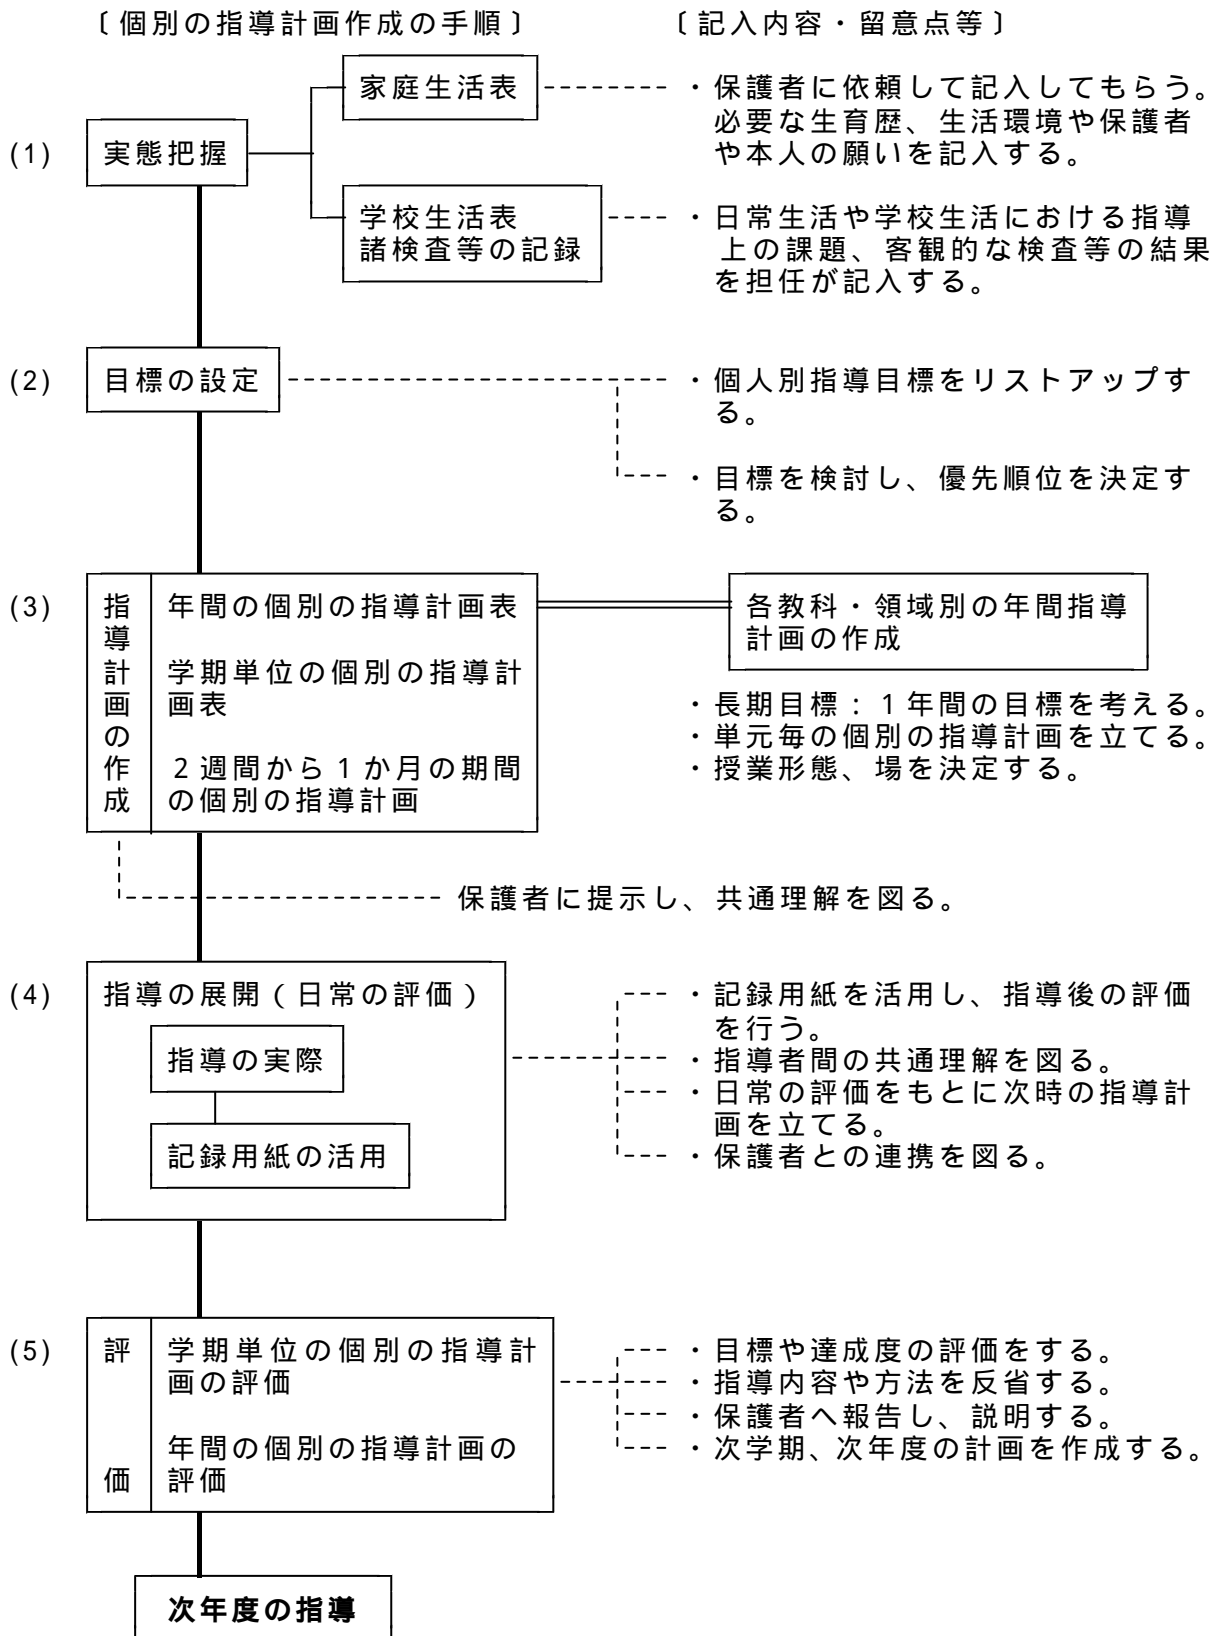 〔個別の指導計画作成の手順〕
〔記入内容・留意点等〕
(1)
実態把握
家庭生活表
・保護者に依頼して記入してもらう。
必要な生育歴、生活環境や保護者
や本人の願いを記入する。
学校生活表
諸検査等の記録
・日常生活や学校生活における指導
上の課題、客観的な検査等の結果
を担任が記入する。
(2)
目標の設定
・個人別指導目標をリストアップす
る。
・目標を検討し、優先順位を決定す
る。
(3)
指導計画の作成
年間の個別の指導計画表
学期単位の個別の指導計
画表
2週間から1か月の期間
の個別の指導計画
各教科・領域別の年間指導
計画の作成
・長期目標:1年間の目標を考える。
・単元毎の個別の指導計画を立てる。
・授業形態、場を決定する。
保護者に提示し、共通理解を図る。
(4)
指導の展開(日常の評価)
指導の実際
記録用紙の活用
・記録用紙を活用し、指導後の評価
を行う。
・指導者間の共通理解を図る。
・日常の評価をもとに次時の指導計
画を立てる。
・保護者との連携を図る。
(5)
評価
学期単位の個別の指導計
画の評価
年間の個別の指導計画の
評価
・目標や達成度の評価をする。
・指導内容や方法を反省する。
・保護者へ報告し、説明する。
・次学期、次年度の計画を作成する。
次年度の指導